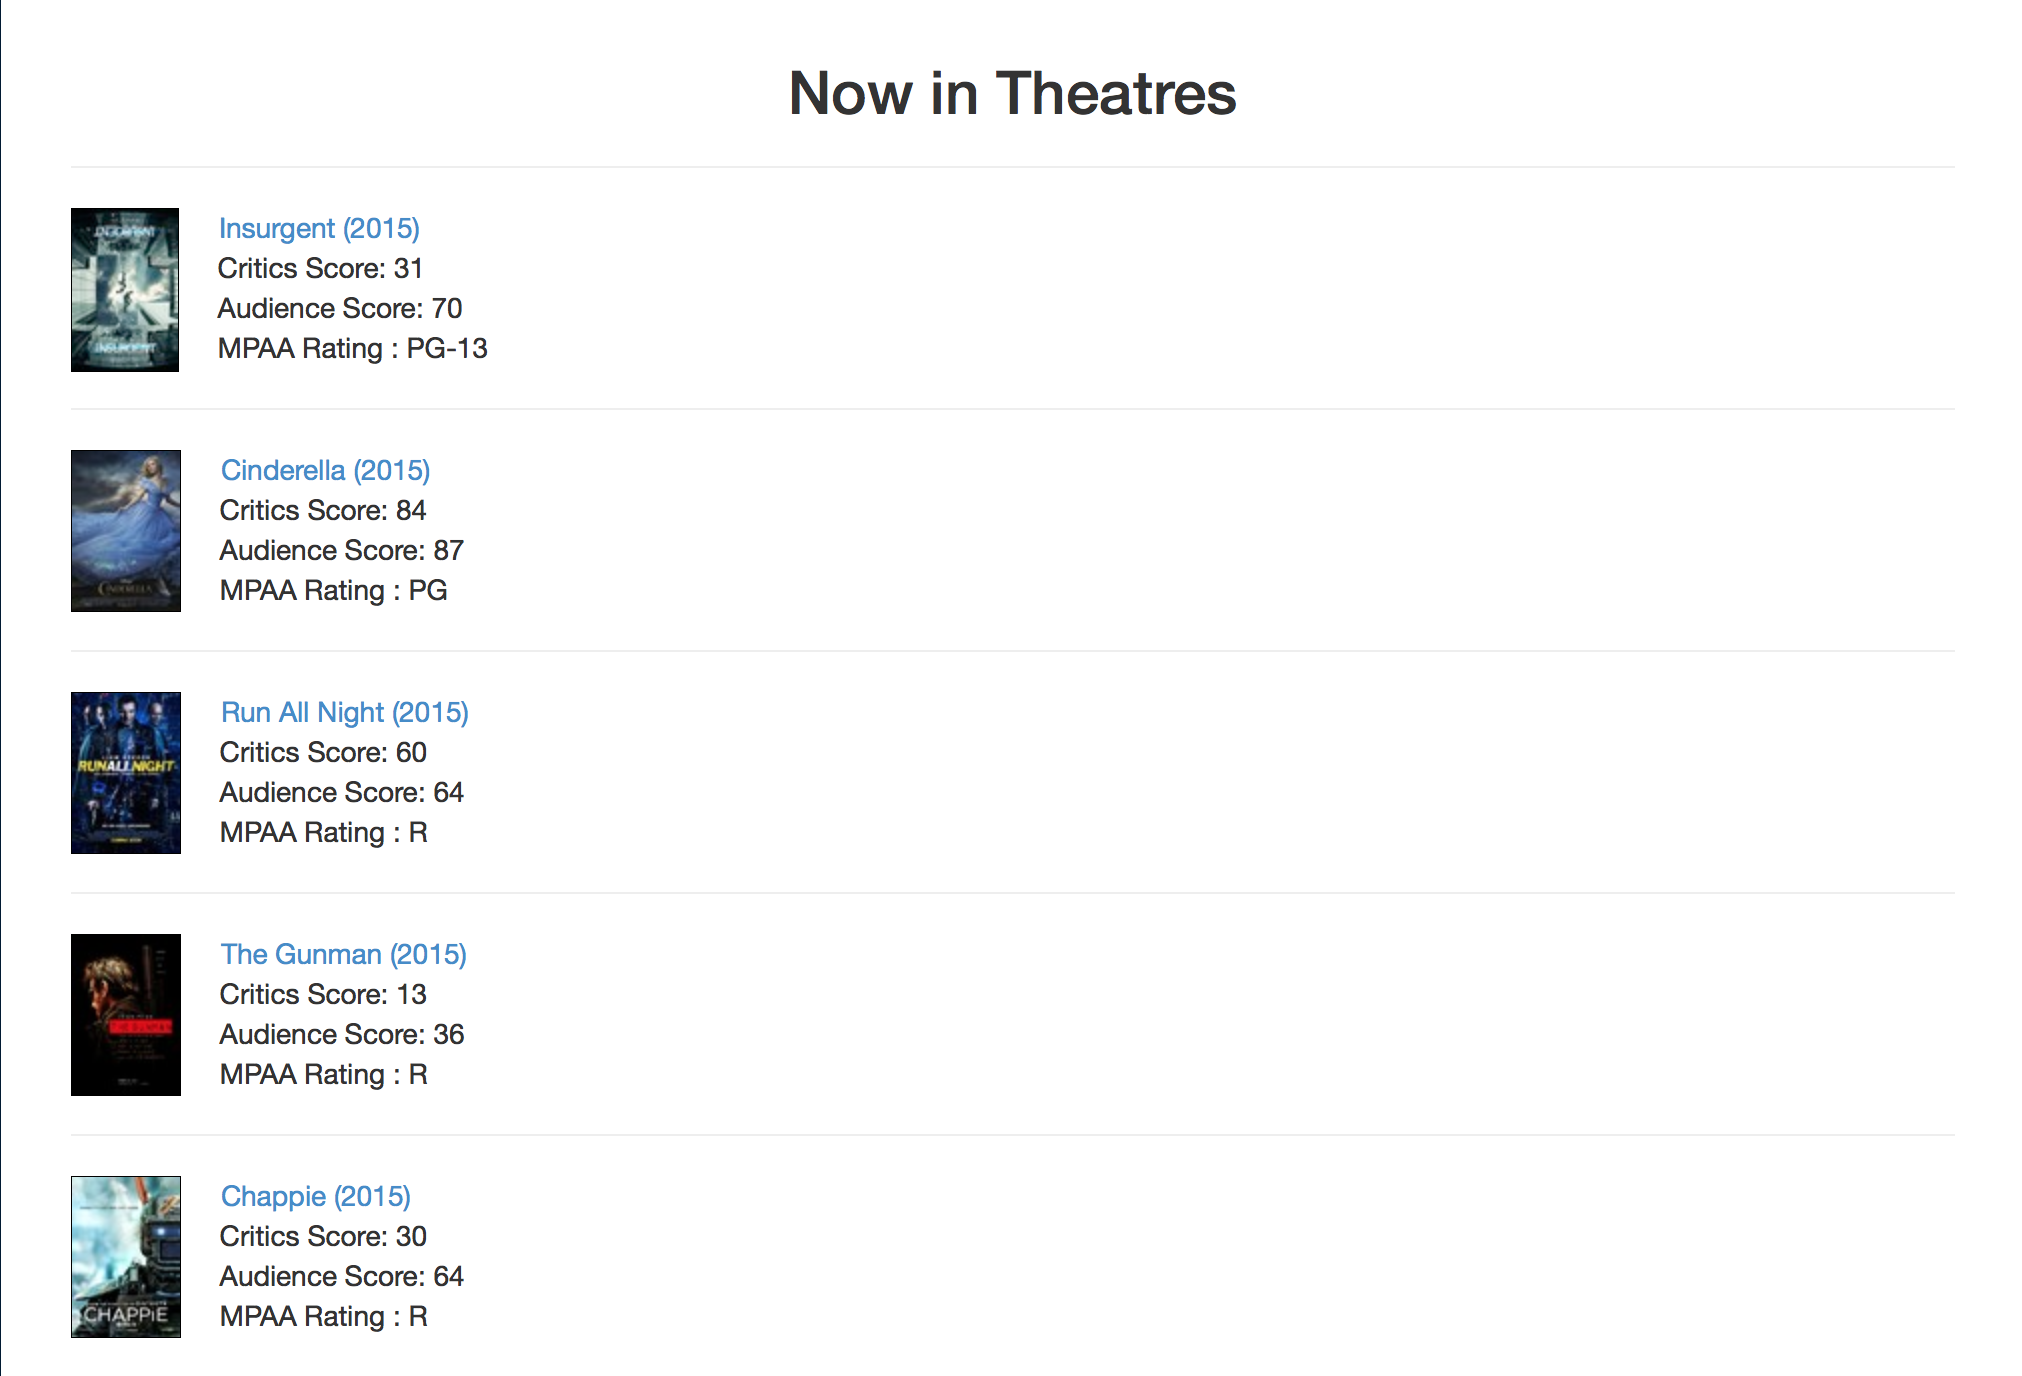 Now in Theatres
INSURGENT
Insurgent (2015)
Critics Score: 31
Audience Score: 70
MPAA Rating : PG-13
CINDERELLA
Cinderella (2015)
Critics Score: 84
Audience Score: 87
MPAA Rating : PG
RUN ALL NIGHT
Run All Night (2015)
Critics Score: 60
Audience Score: 64
MPAA Rating : R
THE GUNMAN
The Gunman (2015)
Critics Score: 13
Audience Score: 36
MPAA Rating : R
CHAPPiE
Chappie (2015)
Critics Score: 30
Audience Score: 64
MPAA Rating : R